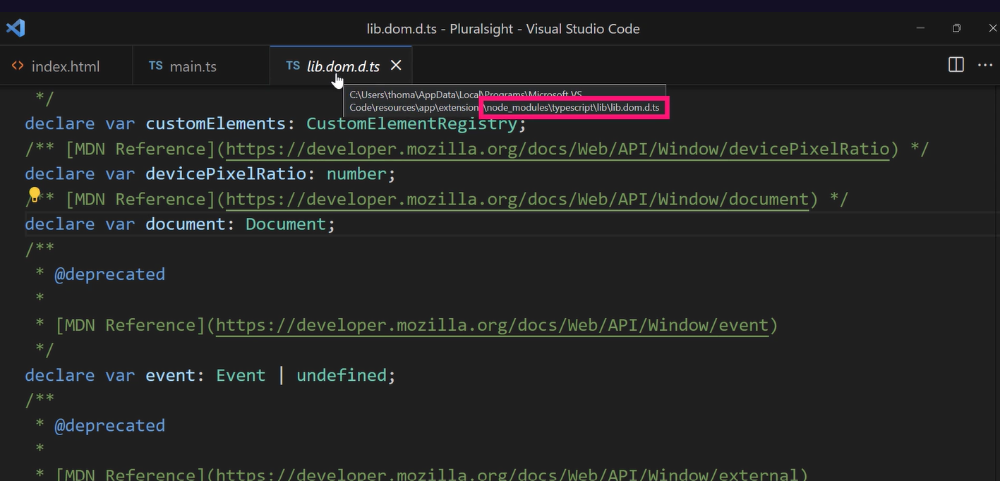 lib.dom.d.ts - Pluralsight - Visual Studio Code
<> index.html TS main.ts TS lib.dom.d.ts
C:\Users\thoma\AppData\Local\Programs\Microsoft VS
Code\resources\app\extension \node_modules\typescript\lib\lib.dom.d.ts
*/
declare var customElements: CustomElementRegistry;
/** [MDN Reference](https://developer.mozilla.org/docs/Web/API/Window/devicePixelRatio) */
declare var devicePixelRatio: number;
/** [MDN Reference](https://developer.mozilla.org/docs/Web/API/Window/document) */
declare var document: Document;
/**
* @deprecated
*
* [MDN Reference](https://developer.mozilla.org/docs/Web/API/Window/event)
*/
declare var event: Event | undefined;
/**
* @deprecated
*
* [MDN Reference](https://developer.mozilla.org/docs/Web/API/Window/external)